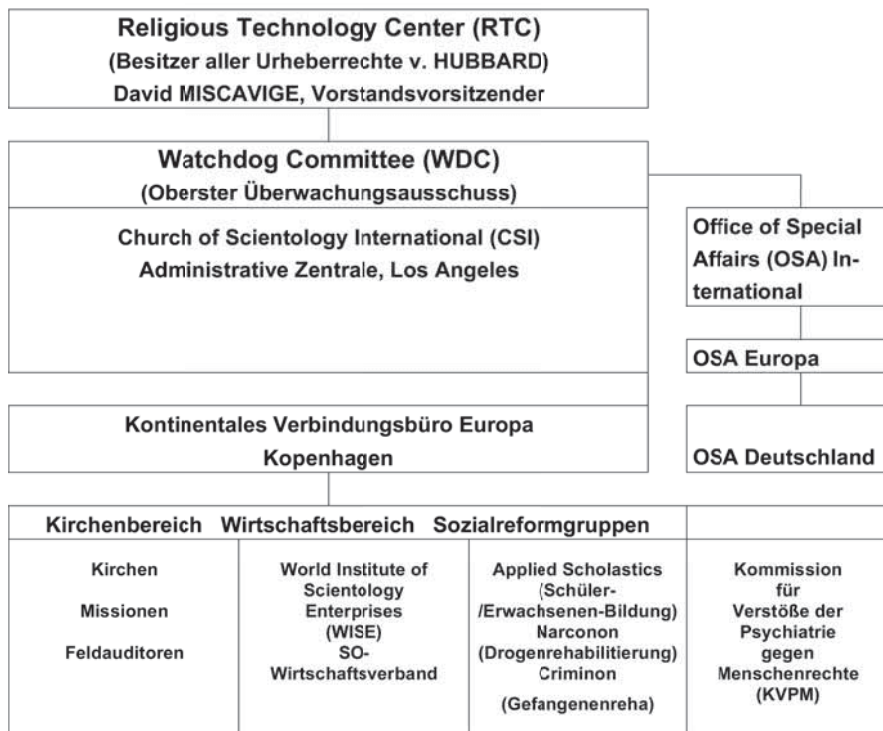 Religious Technology Center (RTC)
(Besitzer aller Urheberrechte v. HUBBARD)
David MISCAVIGE, Vorstandsvorsitzender
Watchdog Committee (WDC)
(Oberster Überwachungsausschuss)
Church of Scientology International (CSI)
Administrative Zentrale, Los Angeles
Office of Special
Affairs (OSA) In-
ternational
OSA Europa
Kontinentales Verbindungsbüro Europa
Kopenhagen
OSA Deutschland
Kirchenbereich Wirtschaftsbereich Sozialreformgruppen
Kirchen
Missionen
Feldauditoren
World Institute of
Scientology
Enterprises
(WISE)
SO-
Wirtschaftsverband
Applied Scholastics
(Schüler-
/Erwachsenen-Bildung)
Narconon
(Drogenrehabilitierung)
Criminon
(Gefangenenreha)
Kommission
für
Verstöße der
Psychiatrie
gegen
Menschenrechte
(KVPM)